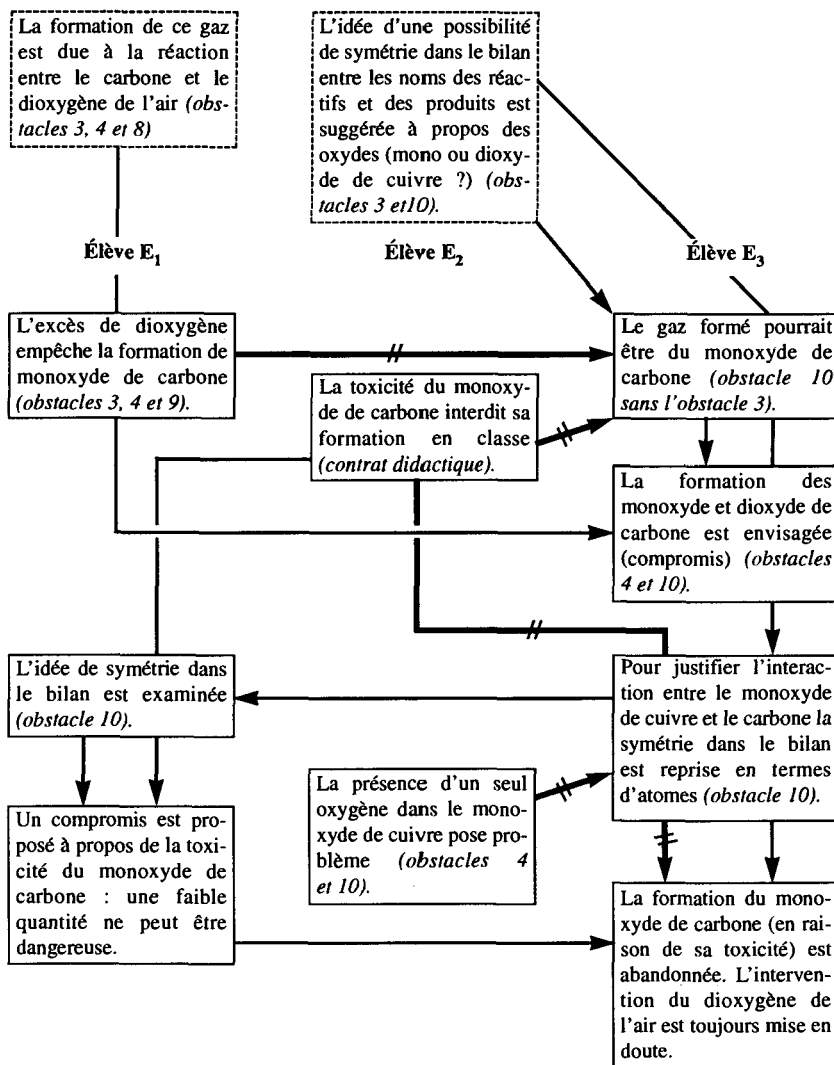 La formation de ce gaz
est due à la réaction
entre le carbone et le
dioxygène de l'air (obs-
tacles 3, 4 et 8)
L'idée d'une possibilité
de symétrie dans le bilan
entre les noms des réac-
tifs et des produits est
suggérée à propos des
oxydes (mono ou dioxy-
de de cuivre ?) (obs-
tacles 3 et10).
Élève E1
Élève E2
Élève E3
L'excès de dioxygène
empêche la formation de
monoxyde de carbone
(obstacles 3, 4 et 9).
//
Le gaz formé pourrait
être du monoxyde de
carbone (obstacle 10
sans l'obstacle 3).
La toxicité du monoxy-
de de carbone interdit sa
formation en classe
(contrat didactique).
//
La formation des
monoxyde et dioxyde de
carbone est envisagée
(compromis) (obstacles
4 et 10).
//
L'idée de symétrie dans
le bilan est examinée
(obstacle 10).
Pour justifier l'interac-
tion entre le monoxyde
de cuivre et le carbone la
symétrie dans le bilan
est reprise en termes
d'atomes (obstacle 10).
La présence d'un seul
oxygène dans le mono-
xyde de cuivre pose pro-
blème (obstacles 4
et 10).
//
Un compromis est pro-
posé à propos de la toxi-
cité du monoxyde de
carbone : une faible
quantité ne peut être
dangereuse.
//
La formation du mono-
xyde de carbone (en rai-
son de sa toxicité) est
abandonnée. L'interven-
tion du dioxygène de
l'air est toujours mise en
doute.